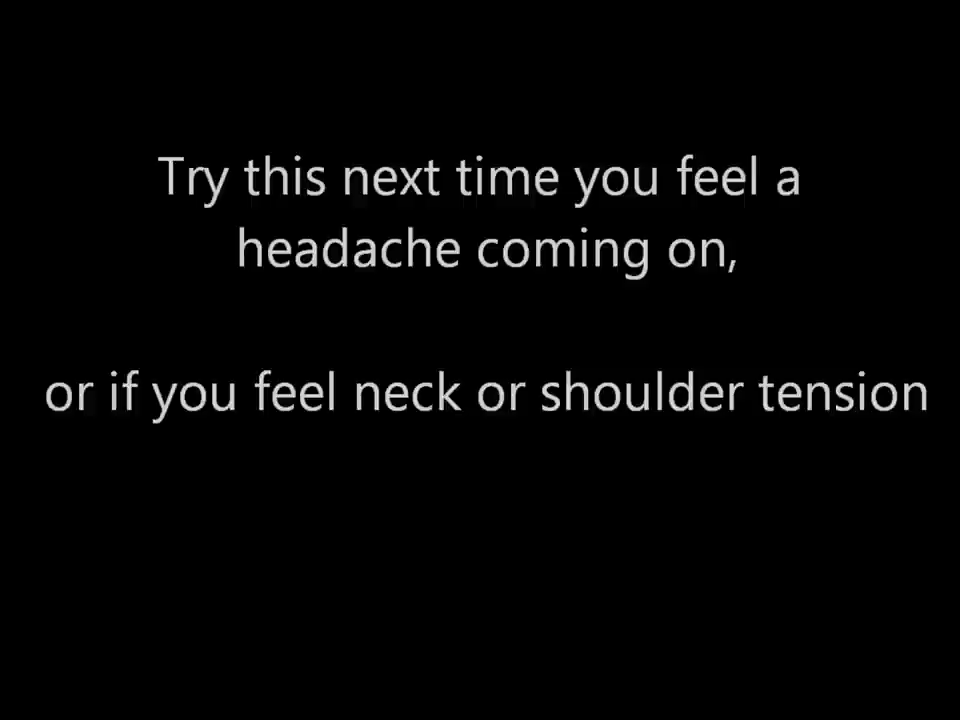 Try this next time you feel a
headache coming on,
or if you feel neck or shoulder tension